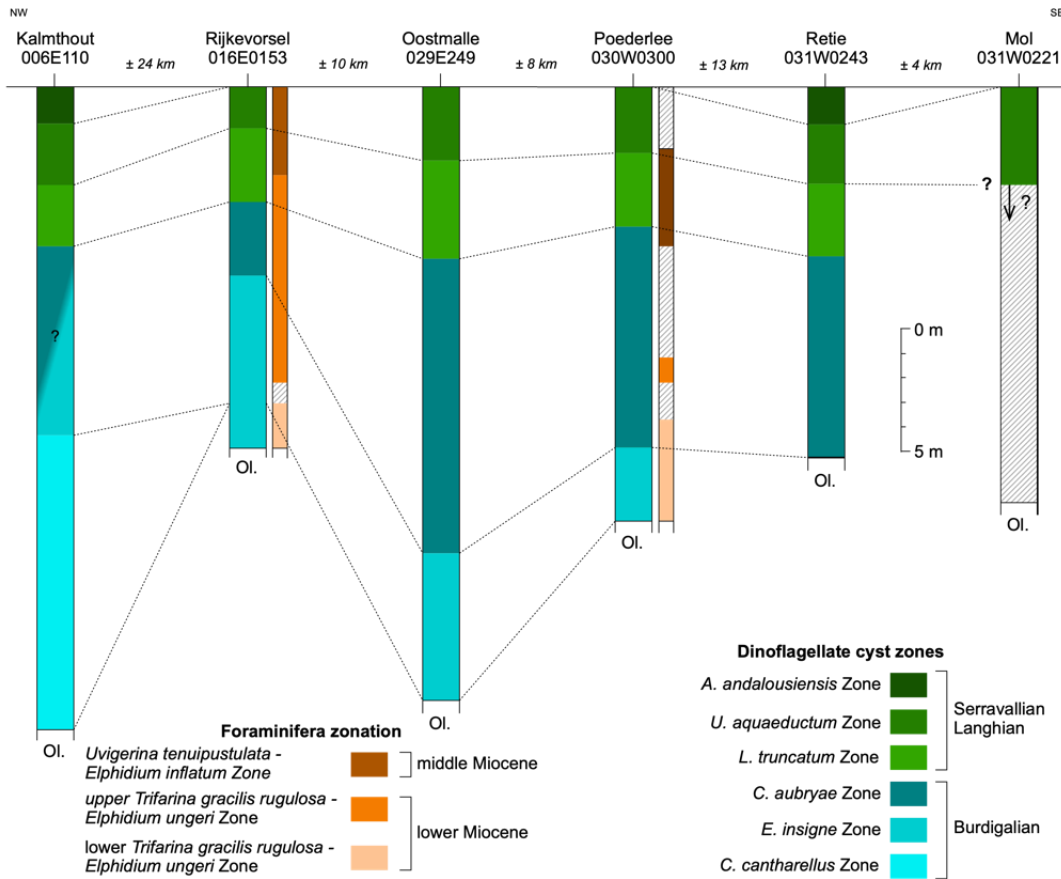 NW
SE
Kalmthout
006E110
± 24 km
Rijkevorsel
016E0153
± 10 km
Oostmalle
029E249
± 8 km
Poederlee
030W0300
± 13 km
Retie
031W0243
± 4 km
Mol
031W0221
?
?
?
0 m
5 m
Ol.
Ol.
Ol.
Ol.
Ol.
Ol.
Foraminifera zonation
Uvigerina tenuipustulata -
Elphidium inflatum Zone
middle Miocene
upper Trifarina gracilis rugulosa -
Elphidium ungeri Zone
lower Miocene
lower Trifarina gracilis rugulosa -
Elphidium ungeri Zone
Dinoflagellate cyst zones
A. andalousiensis Zone
U. aquaeductum Zone
L. truncatum Zone
Serravallian
Langhian
C. aubryae Zone
E. insigne Zone
C. cantharellus Zone
Burdigalian